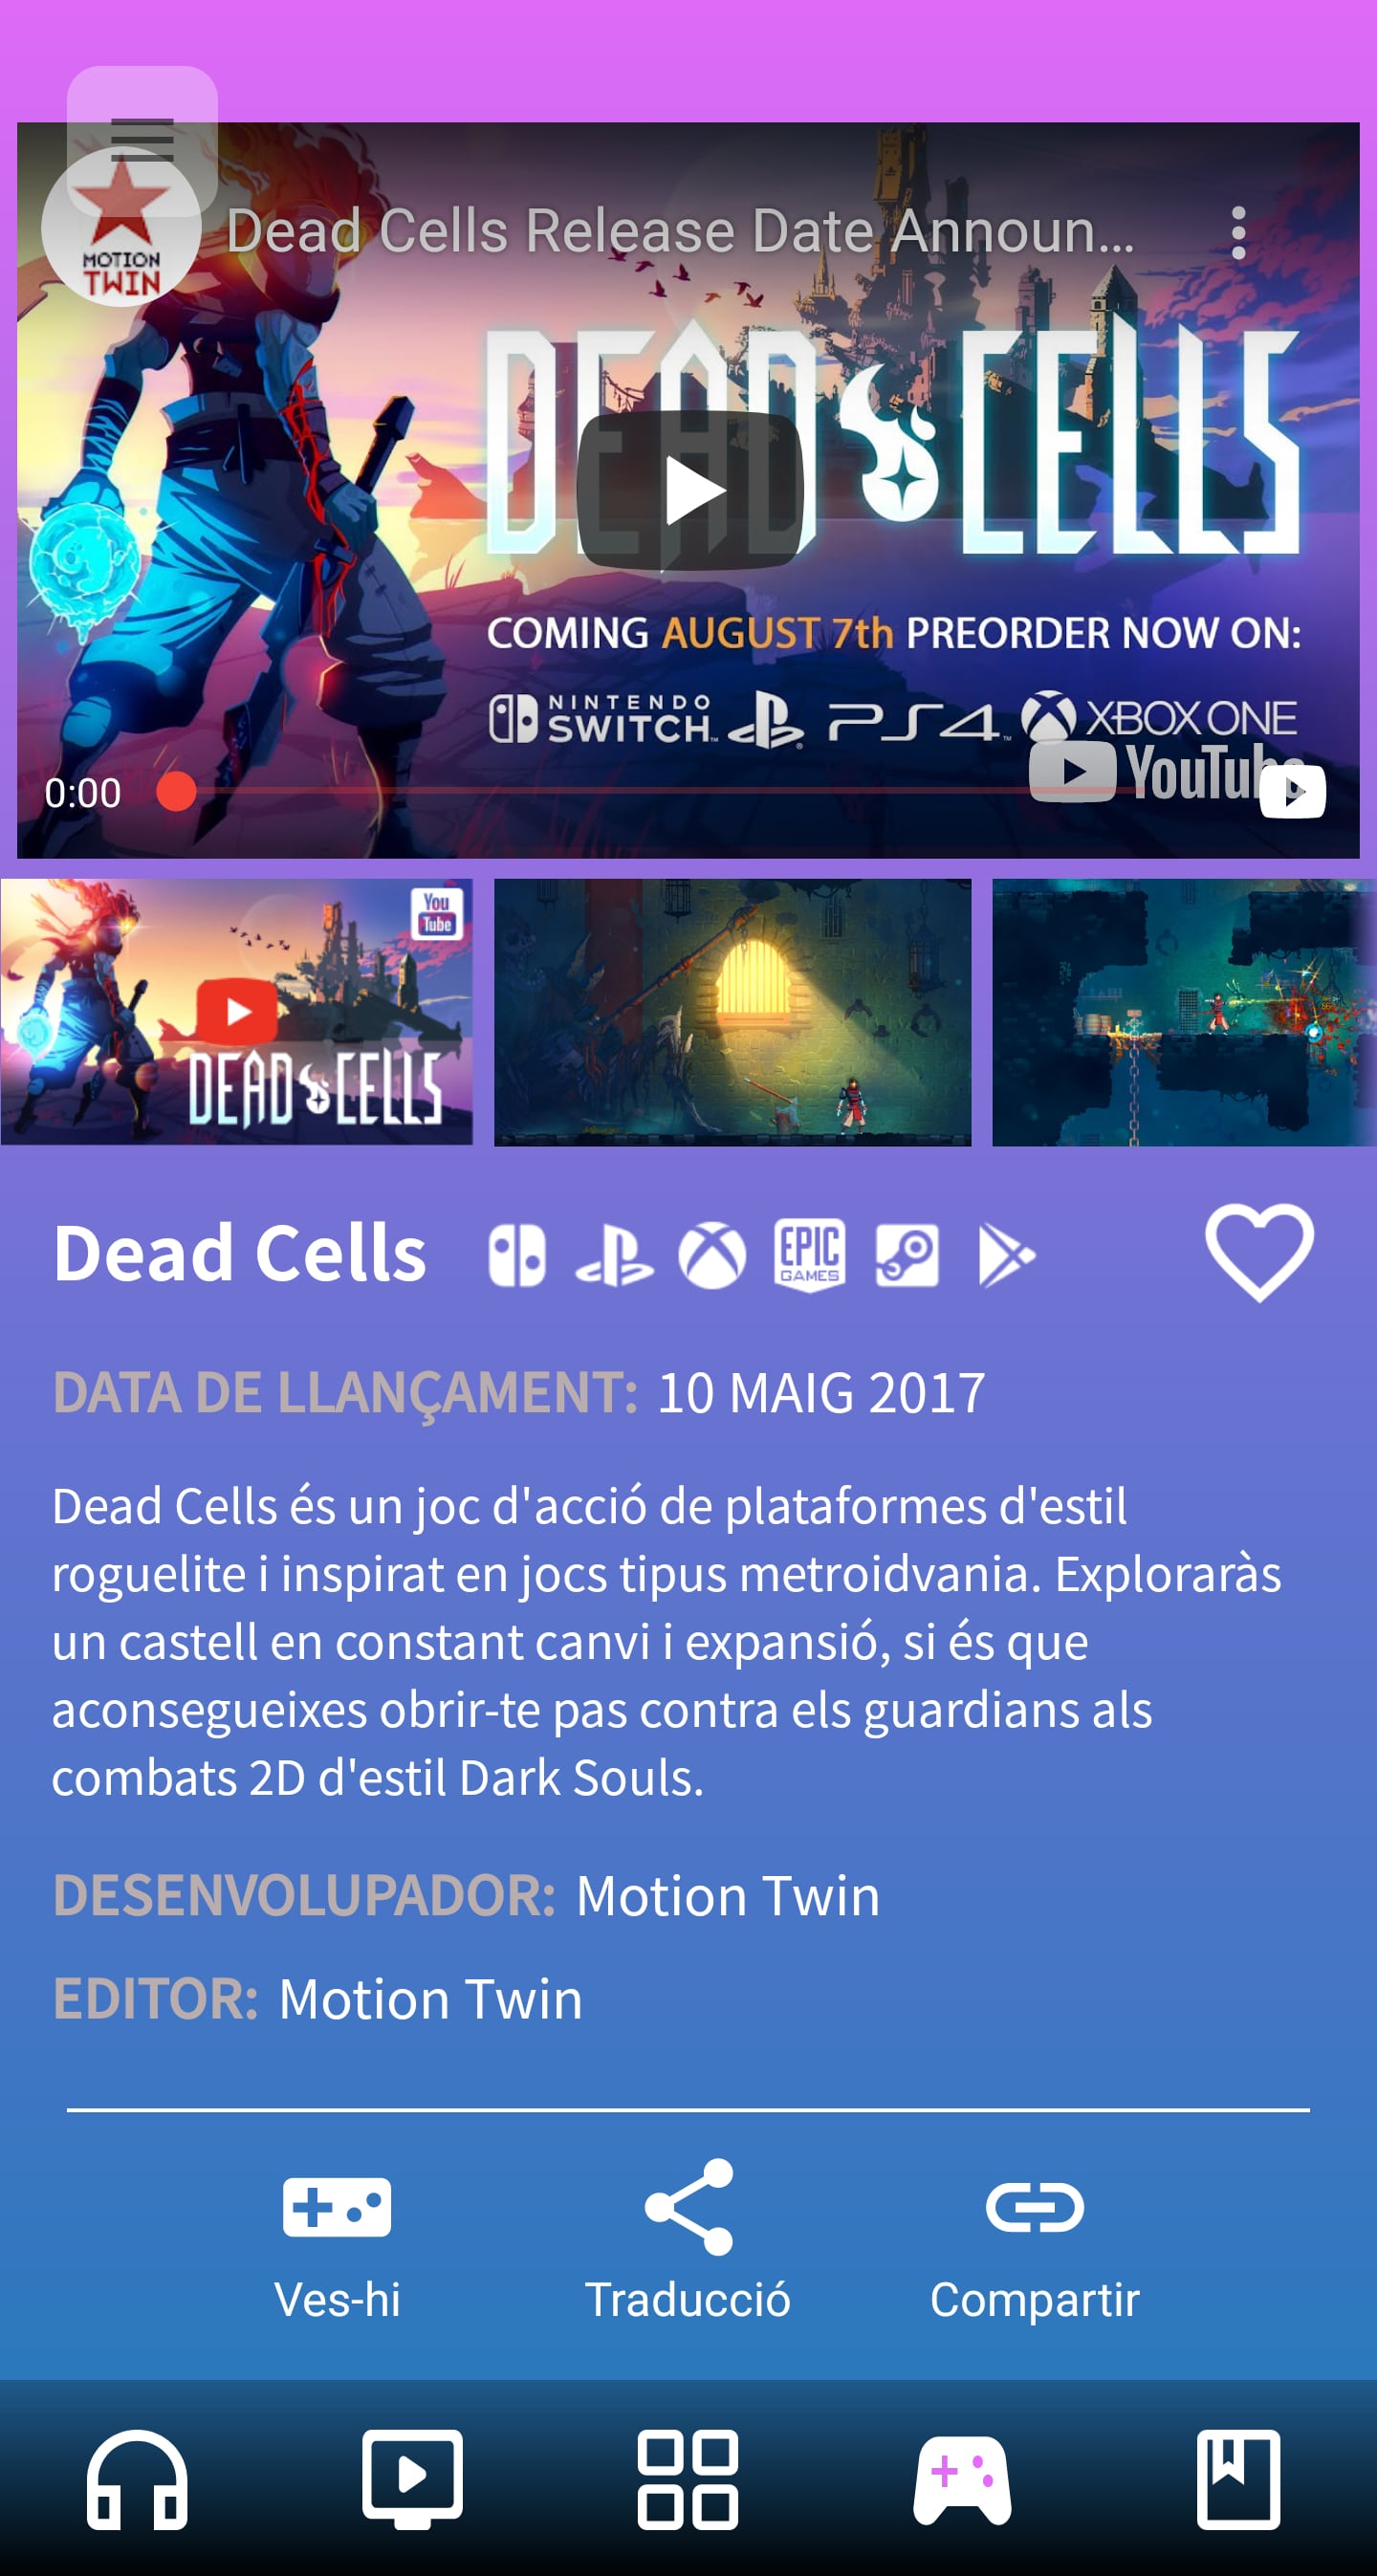 Dead Cells Release Date Announ...
MOTION
TWIN
DEAD CELLS
COMING AUGUST 7th PREORDER NOW ON:
NINTENDO
SWITCH
PS4
XBOX ONE
YouTube
0:00
You
Tube
DEAD CELLS
Dead Cells
EPIC
GAMES
DATA DE LLANÇAMENT: 10 MAIG 2017
Dead Cells és un joc d'acció de plataformes d'estil
roguelite i inspirat en jocs tipus metroidvania. Exploraràs
un castell en constant canvi i expansió, si és que
aconsegueixes obrir-te pas contra els guardians als
combats 2D d'estil Dark Souls.
DESENVOLUPADOR: Motion Twin
EDITOR: Motion Twin
Ves-hi
Traducció
Compartir